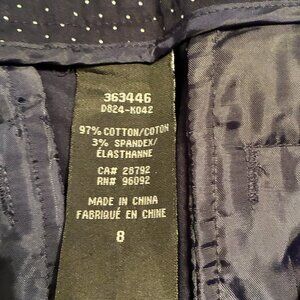 363446
D824-K042
97% COTTON/COTON
3% SPANDEX/
ÉLASTHANNE
CA# 28792
RN# 96092
MADE IN CHINA
FABRIQUÉ EN CHINE
8